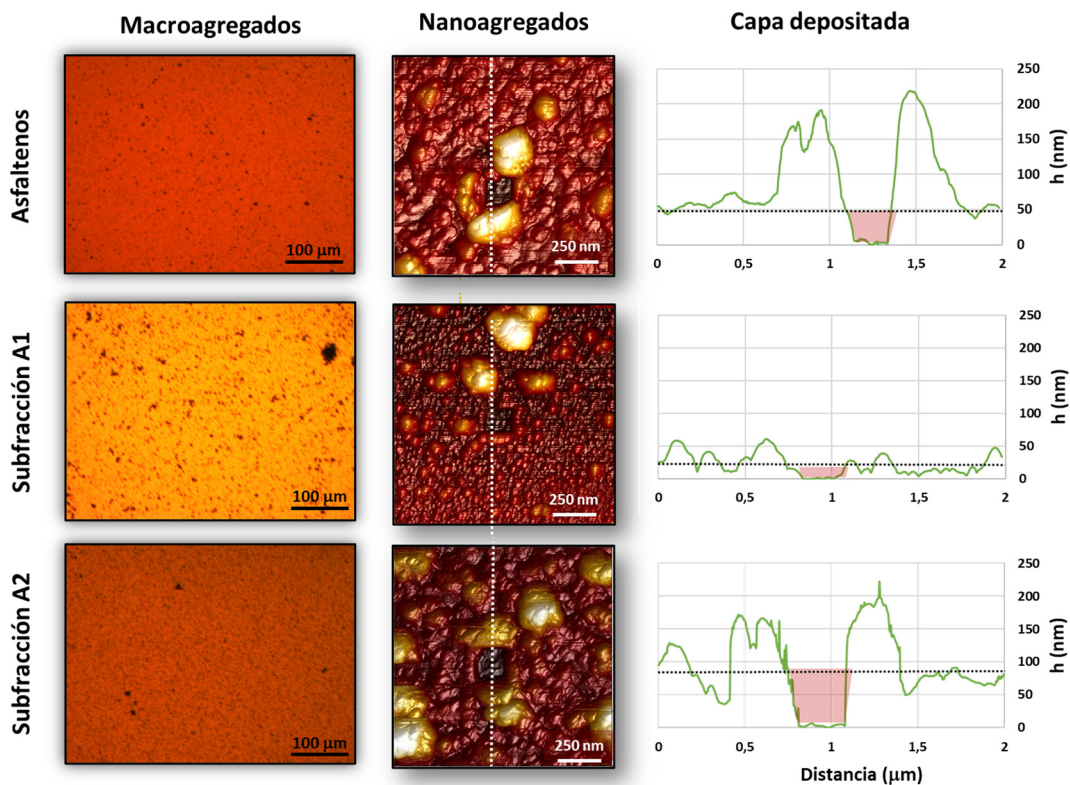 Macroagregados
Nanoagregados
Capa depositada
Asfaltenos
100 µm
250 nm
250
200
150
100
50
0
h (nm)
0
0,5
1
1,5
2
Subfracción A1
100 µm
250 nm
250
200
150
100
50
0
h (nm)
0
0,5
1
1,5
2
Subfracción A2
100 µm
250 nm
250
200
150
100
50
0
h (nm)
0
0,5
1
1,5
2
Distancia (µm)